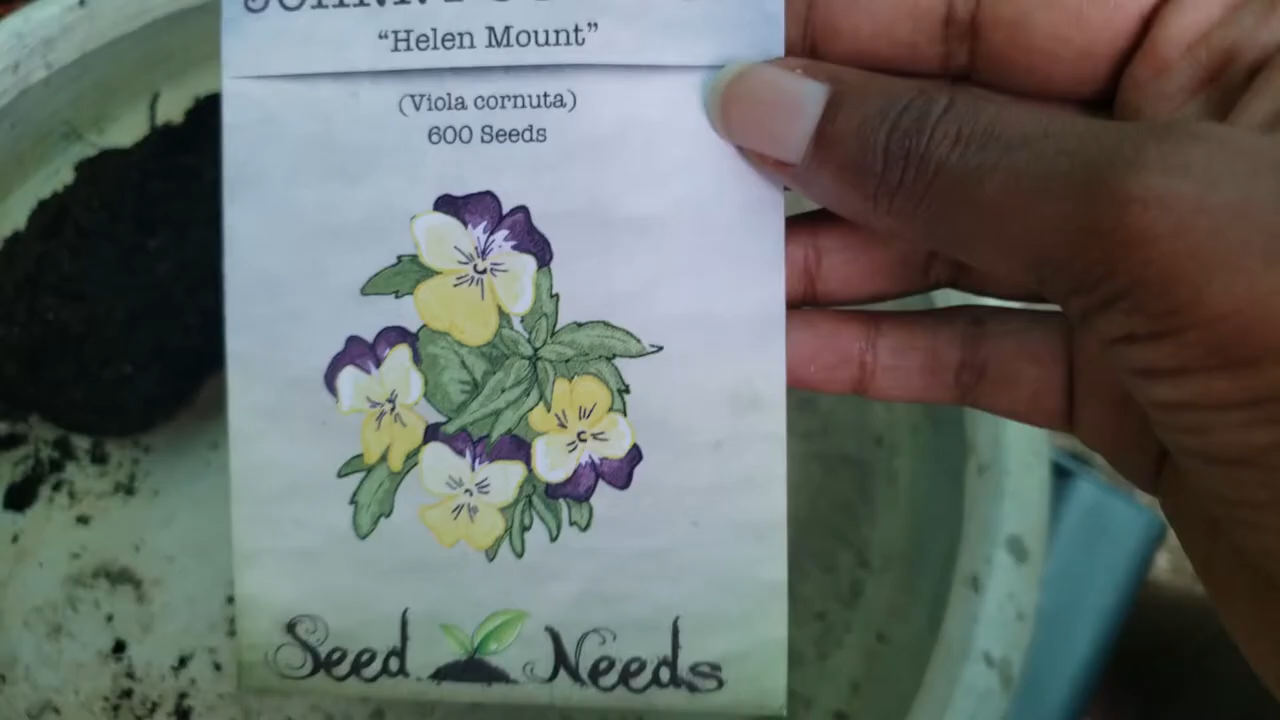 “Helen Mount”
(Viola cornuta)
600 Seeds
Seed Needs